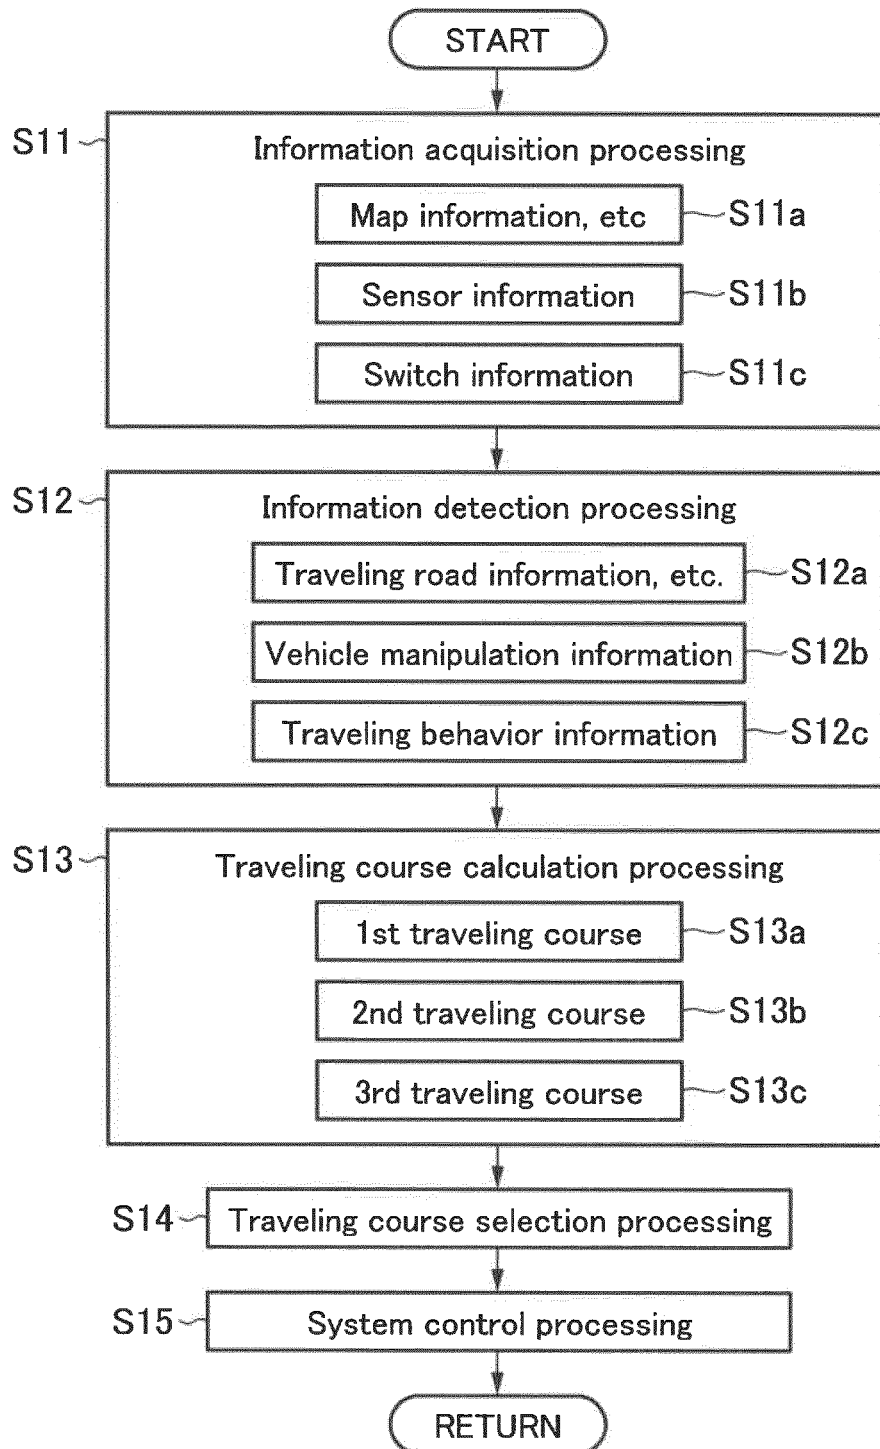 START
S11
Information acquisition processing
Map information, etc
S11a
Sensor information
S11b
Switch information
S11c
S12
Information detection processing
Traveling road information, etc.
S12a
Vehicle manipulation information
S12b
Traveling behavior information
S12c
S13
Traveling course calculation processing
1st traveling course
S13a
2nd traveling course
S13b
3rd traveling course
S13c
S14
Traveling course selection processing
S15
System control processing
RETURN